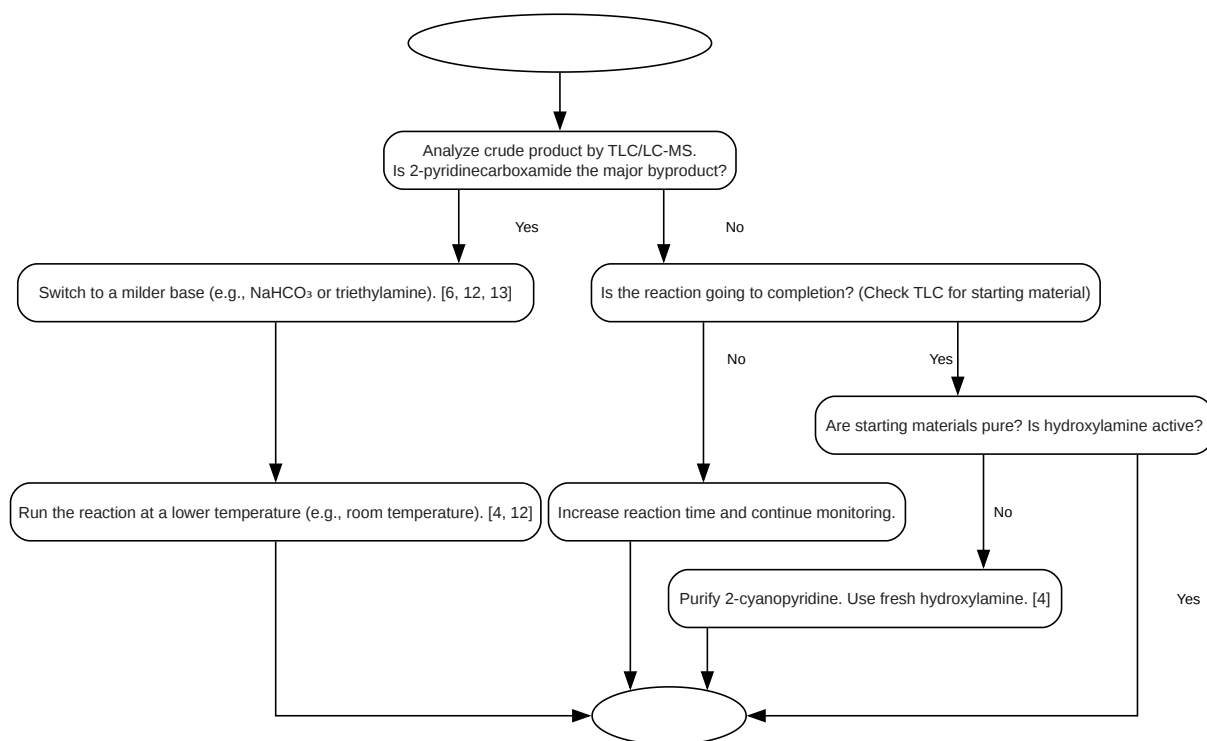 Analyze crude product by TLC/LC-MS.
Is 2-pyridinecarboxamide the major byproduct?
Yes
No
Switch to a milder base (e.g., NaHCO₃ or triethylamine). [6, 12, 13]
Is the reaction going to completion? (Check TLC for starting material)
No
Yes
Are starting materials pure? Is hydroxylamine active?
Run the reaction at a lower temperature (e.g., room temperature). [4, 12]
Increase reaction time and continue monitoring.
No
Purify 2-cyanopyridine. Use fresh hydroxylamine. [4]
Yes